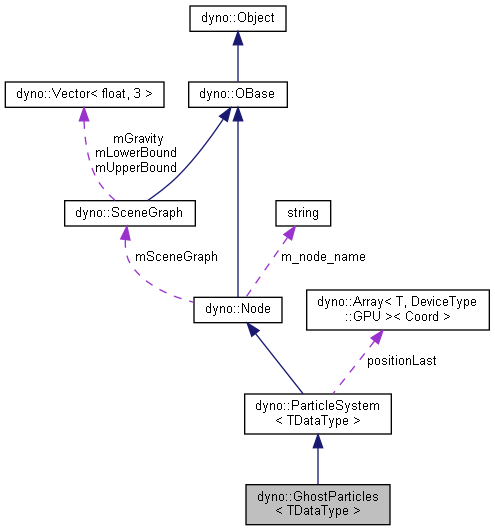 dyno::Object
dyno::Vector< float, 3 >
dyno::OBase
mGravity
mLowerBound
mUpperBound
dyno::SceneGraph
string
mSceneGraph
m_node_name
dyno::Node
dyno::Array< T, DeviceType
::GPU >< Coord >
positionLast
dyno::ParticleSystem
< TDataType >
dyno::GhostParticles
< TDataType >